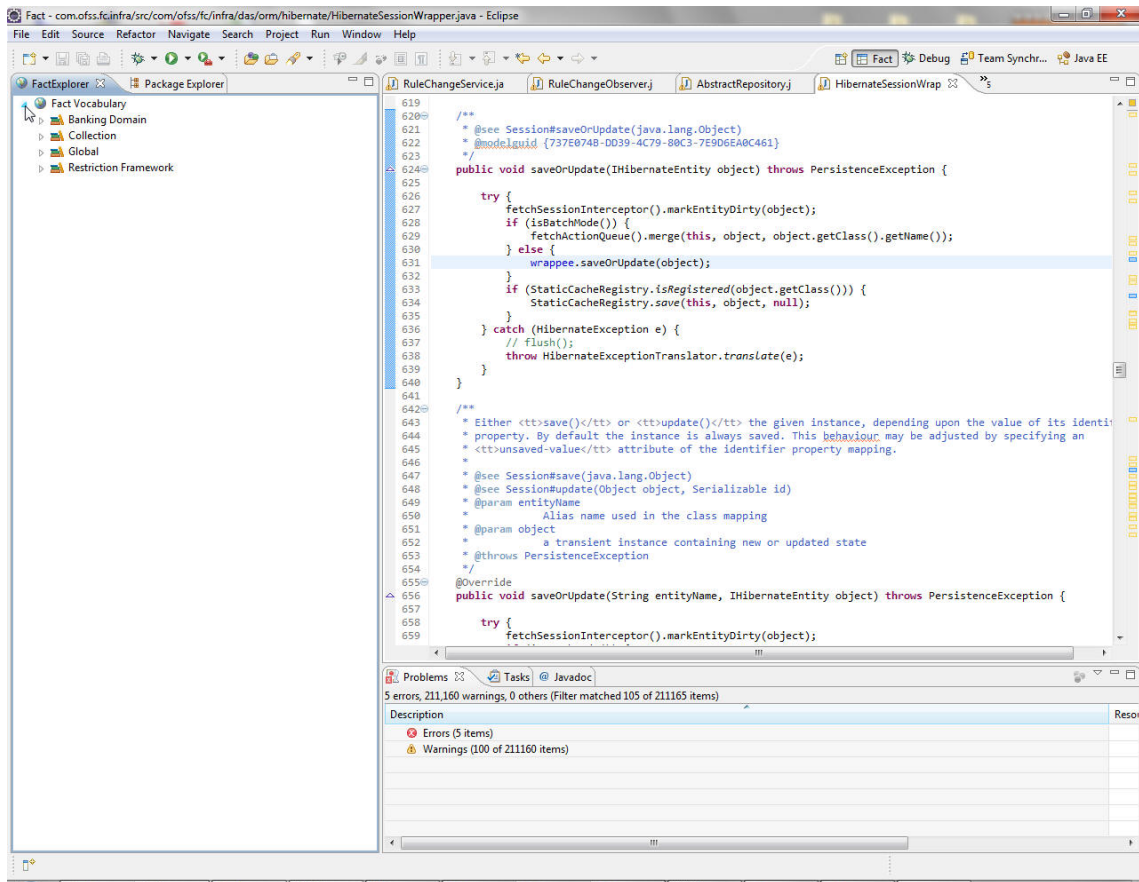 Fact - com.ofss.fc.infra/src/com/ofss/fc/infra/das/orm/hibernate/HibernateSessionWrapper.java - Eclipse
File Edit Source Refactor Navigate Search Project Run Window Help
Fact Debug Team Synchr... Java EE
FactExplorer Package Explorer
RuleChangeService.ja RuleChangeObserver.j AbstractRepository.j HibernateSessionWrap »5
Fact Vocabulary
Banking Domain
Collection
Global
Restriction Framework
619
620 /**
621 * @see Session#saveOrUpdate(java.lang.Object)
622 * @modelguid {737E074B-DD39-4C79-80C3-7E9D6EA0C461}
623 */
624 public void saveOrUpdate(IHibernateEntity object) throws PersistenceException {
625
626 try {
627 fetchSessionInterceptor().markEntityDirty(object);
628 if (isBatchMode()) {
629 fetchActionQueue().merge(this, object, object.getClass().getName());
630 } else {
631 wrappee.saveOrUpdate(object);
632 }
633 if (StaticCacheRegistry.isRegistered(object.getClass())) {
634 StaticCacheRegistry.save(this, object, null);
635 }
636 } catch (HibernateException e) {
637 // flush();
638 throw HibernateExceptionTranslator.translate(e);
639 }
640 }
641
642 /**
643 * Either <tt>save()</tt> or <tt>update()</tt> the given instance, depending upon the value of its identi
644 * property. By default the instance is always saved. This behaviour may be adjusted by specifying an
645 * <tt>unsaved-value</tt> attribute of the identifier property mapping.
646 *
647 * @see Session#save(java.lang.Object)
648 * @see Session#update(Object object, Serializable id)
649 * @param entityName
650 * Alias name used in the class mapping
651 * @param object
652 * a transient instance containing new or updated state
653 * @throws PersistenceException
654 */
655 @Override
656 public void saveOrUpdate(String entityName, IHibernateEntity object) throws PersistenceException {
657
658 try {
659 fetchSessionInterceptor().markEntityDirty(object);
Problems Tasks @ Javadoc
5 errors, 211,160 warnings, 0 others (Filter matched 105 of 211165 items)
Description Reso
Errors (5 items)
Warnings (100 of 211160 items)